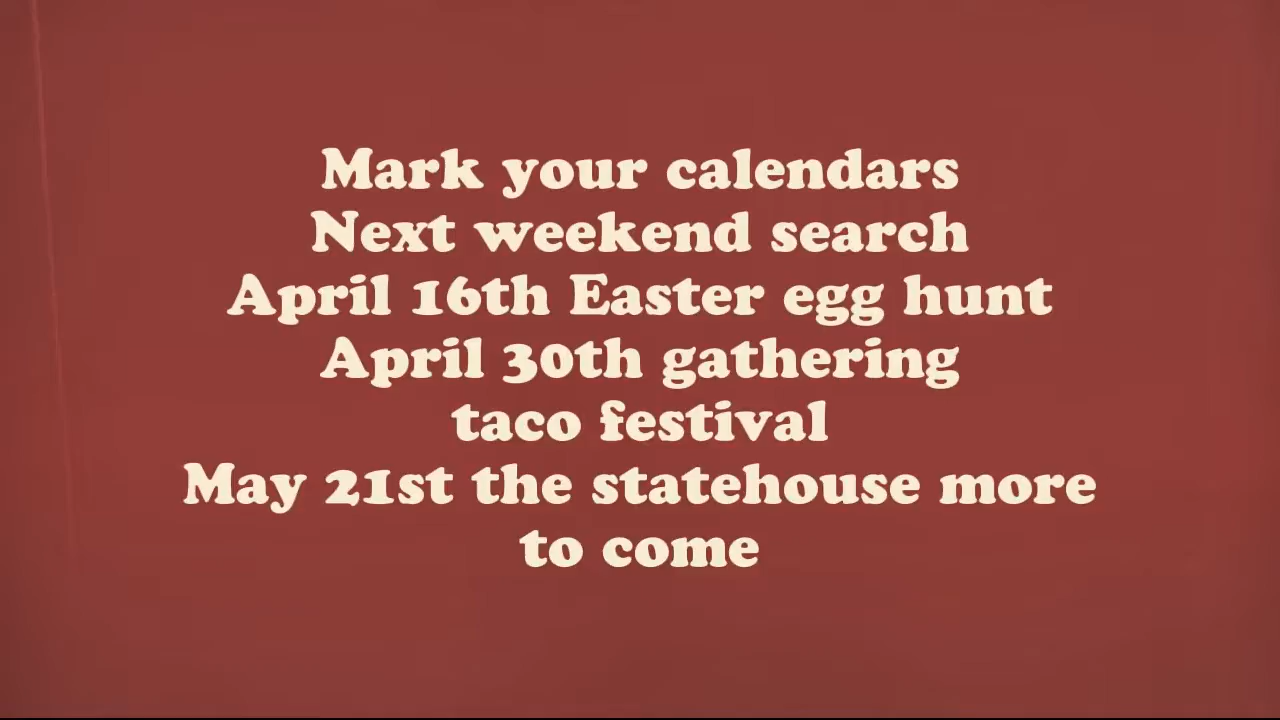 Mark your calendars
Next weekend search
April 16th Easter egg hunt
April 30th gathering
taco festival
May 21st the statehouse more
to come